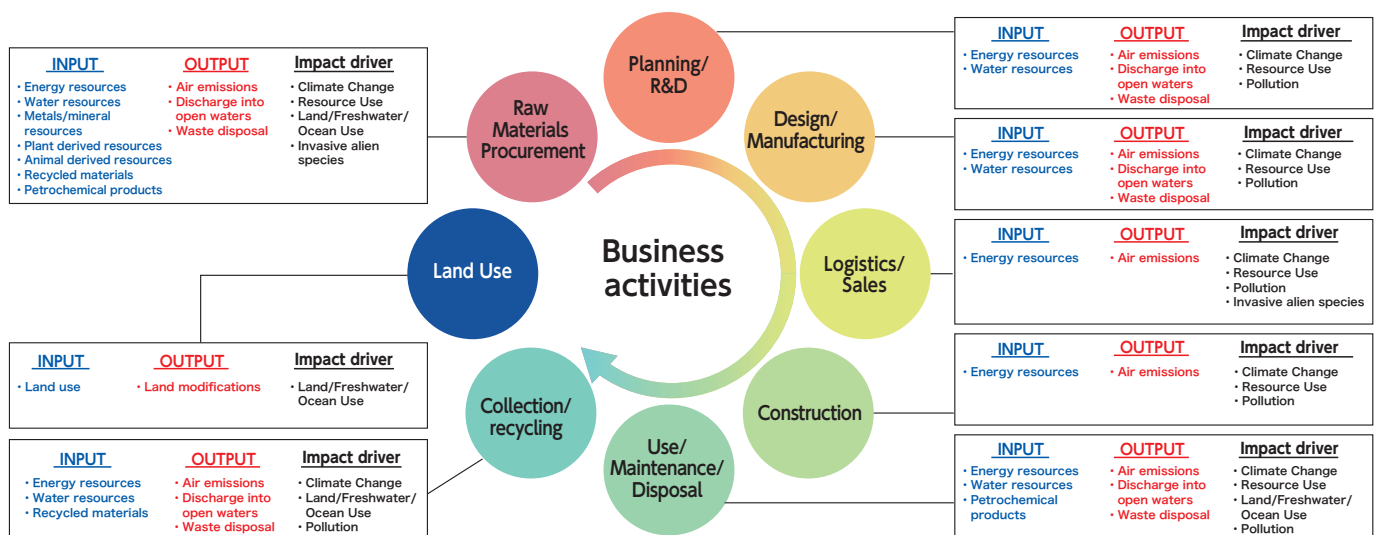 INPUT
・Energy resources
・Water resources
・Metals/mineral
resources
・Plant derived resources
・Animal derived resources
・Recycled materials
・Petrochemical products
OUTPUT
・Air emissions
・Discharge into
open waters
・Waste disposal
Impact driver
・Climate Change
・Resource Use
・Land/Freshwater/
Ocean Use
・Invasive alien
species
Raw
Materials
Procurement
Planning/
R&D
INPUT
・Energy resources
・Water resources
OUTPUT
・Air emissions
・Discharge into
open waters
・Waste disposal
Impact driver
・Climate Change
・Resource Use
・Pollution
Design/
Manufacturing
INPUT
・Energy resources
・Water resources
OUTPUT
・Air emissions
・Discharge into
open waters
・Waste disposal
Impact driver
・Climate Change
・Resource Use
・Pollution
Land Use
Business
activities
Logistics/
Sales
INPUT
・Energy resources
OUTPUT
・Air emissions
Impact driver
・Climate Change
・Resource Use
・Pollution
・Invasive alien species
INPUT
・Land use
OUTPUT
・Land modifications
Impact driver
・Land/Freshwater/
Ocean Use
Collection/
recycling
Construction
INPUT
・Energy resources
OUTPUT
・Air emissions
Impact driver
・Climate Change
・Resource Use
・Pollution
INPUT
・Energy resources
・Water resources
・Recycled materials
OUTPUT
・Air emissions
・Discharge into
open waters
・Waste disposal
Impact driver
・Climate Change
・Land/Freshwater/
Ocean Use
・Pollution
Use/
Maintenance/
Disposal
INPUT
・Energy resources
・Water resources
・Petrochemical
products
OUTPUT
・Air emissions
・Discharge into
open waters
・Waste disposal
Impact driver
・Climate Change
・Resource Use
・Land/Freshwater/
Ocean Use
・Pollution